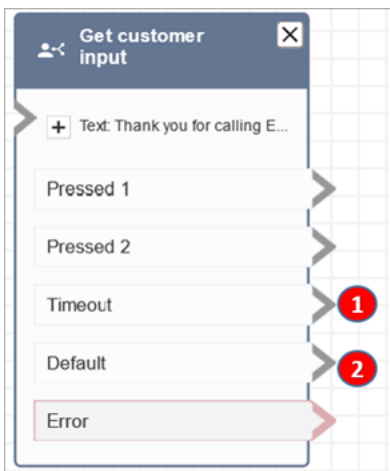 Get customer
input
Text: Thank you for calling E...
Pressed 1
Pressed 2
Timeout
1
Default
2
Error